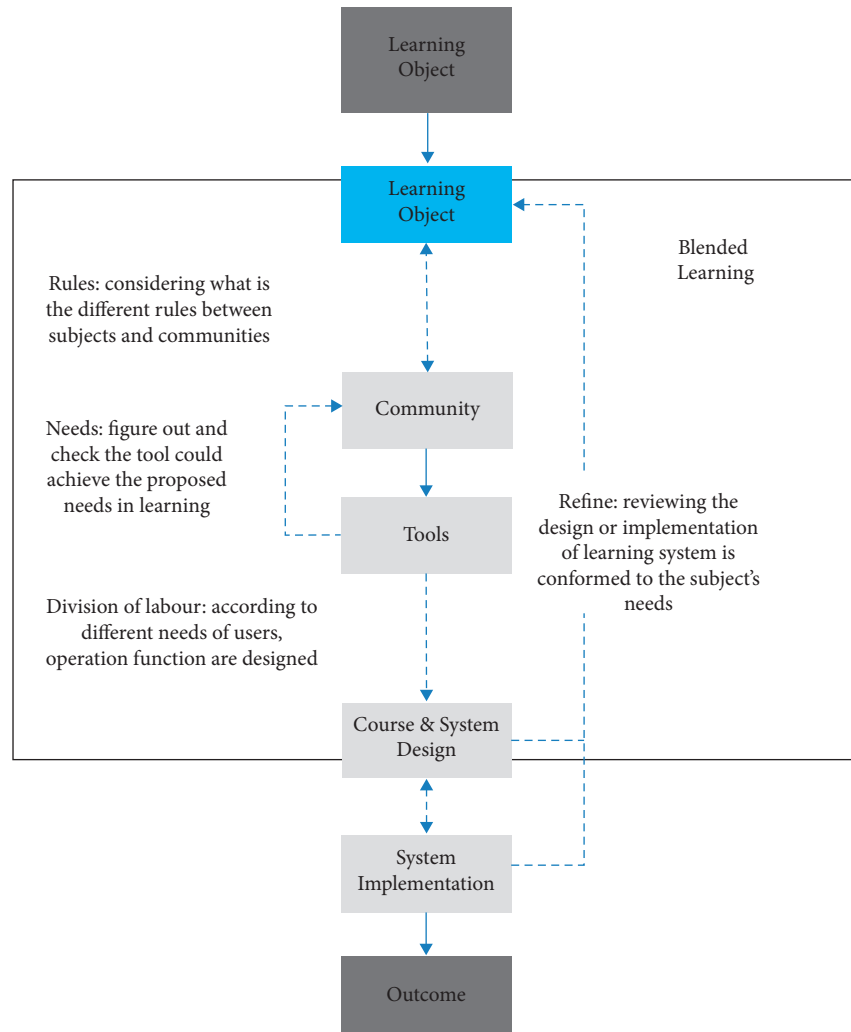 Learning
Object
Learning
Object
Blended
Learning
Rules: considering what is
the different rules between
subjects and communities
Community
Needs: figure out and
check the tool could
achieve the proposed
needs in learning
Tools
Refine: reviewing the
design or implementation
of learning system is
conformed to the subject’s
needs
Division of labour: according to
different needs of users,
operation function are designed
Course & System
Design
System
Implementation
Outcome